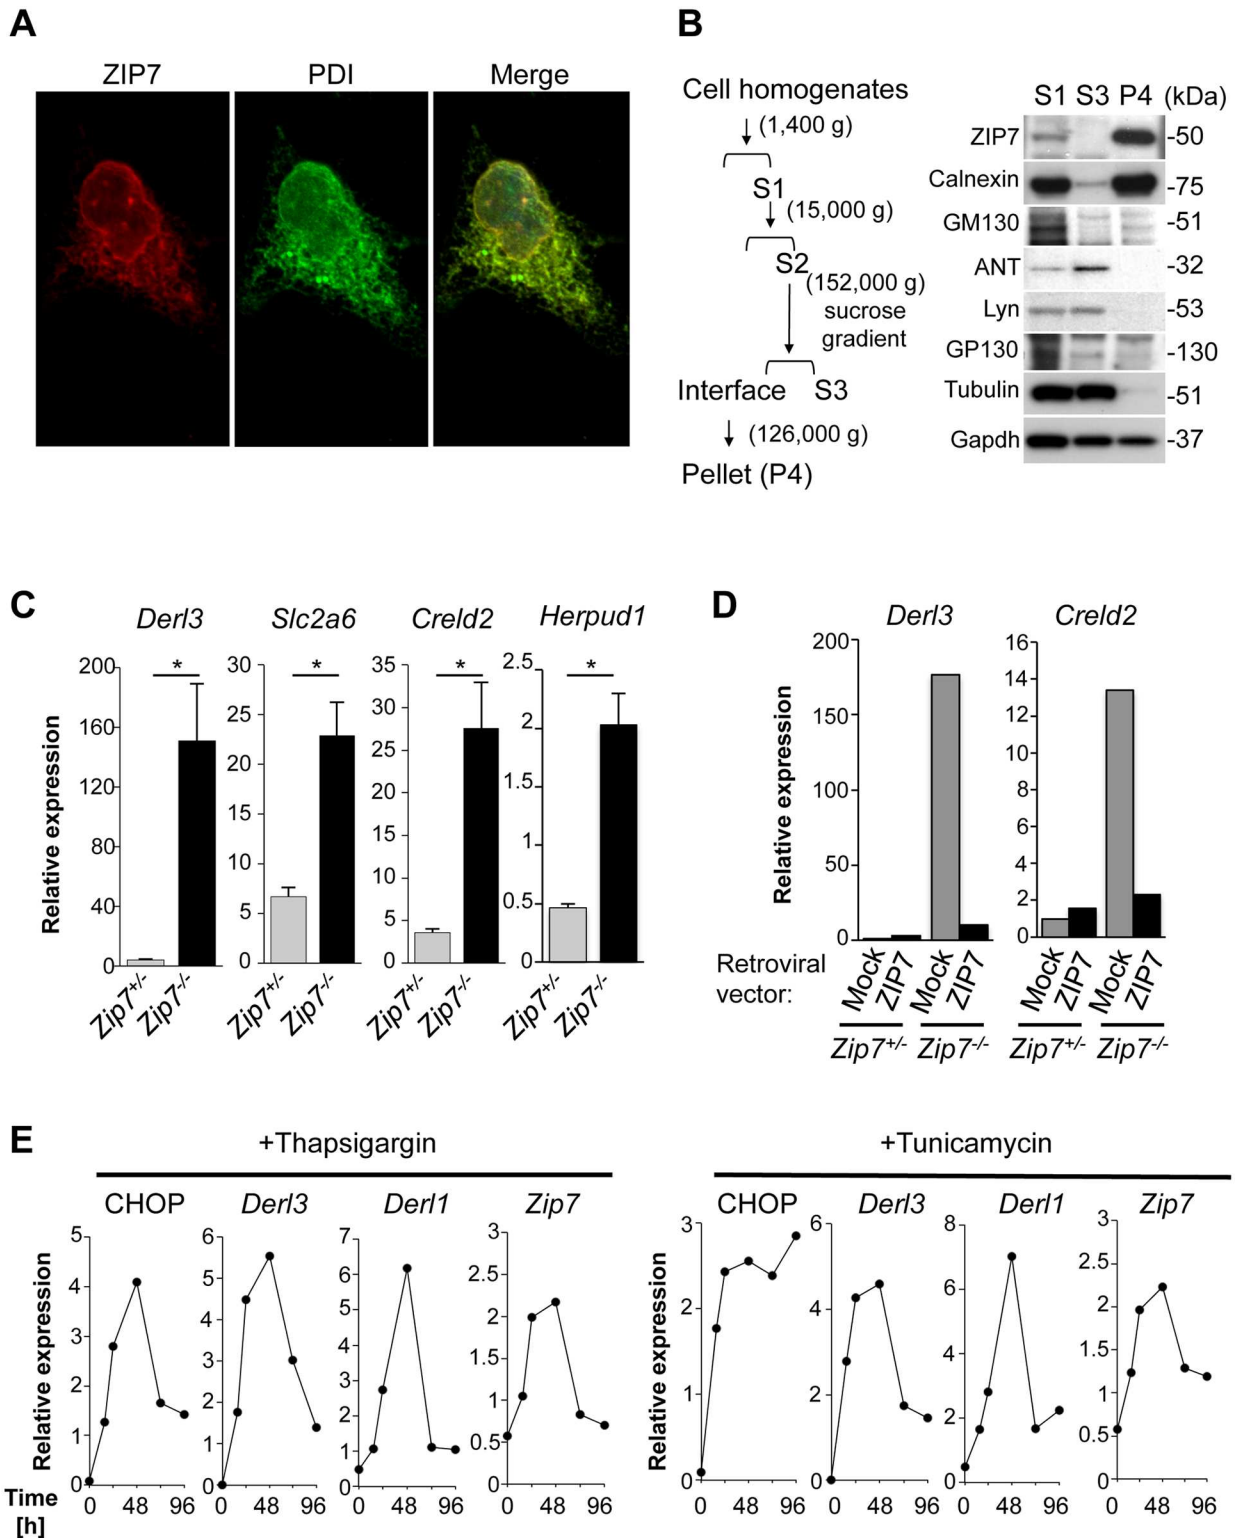 A
ZIP7 PDI Merge
B
Cell homogenates
(1,400 g)
S1
(15,000 g)
S2
(152,000 g)
sucrose
gradient
Interface S3
(126,000 g)
Pellet (P4)
S1 S3 P4 (kDa)
ZIP7 -50
Calnexin -75
GM130 -51
ANT -32
Lyn -53
GP130 -130
Tubulin -51
Gapdh -37
C
Derl3 Slc2a6 Creld2 Herpud1
Relative expression
200
160
120
80
40
0
*
Zip7+/- Zip7-/-
30
25
20
15
10
5
0
*
Zip7+/- Zip7-/-
35
30
25
20
15
10
5
0
*
Zip7+/- Zip7-/-
2.5
2
1.5
1
0.5
0
*
Zip7+/- Zip7-/-
D
Derl3 Creld2
Relative expression
200
150
100
50
0
16
14
12
10
8
6
4
2
0
Retroviral
vector:
Mock ZIP7 Mock ZIP7 Mock ZIP7 Mock ZIP7
Zip7+/- Zip7-/- Zip7+/- Zip7-/-
E
+Thapsigargin
CHOP Derl3 Derl1 Zip7
Relative expression
5
4
3
2
1
0
6
5
4
3
2
1
0
7
6
5
4
3
2
1
0
3
2.5
2
1.5
1
0.5
0
Time
[h]
0 48 96 0 48 96 0 48 96 0 48 96
+Tunicamycin
CHOP Derl3 Derl1 Zip7
Relative expression
3
2
1
0
6
4
2
0
8
6
4
2
0
3
2.5
2
1.5
1
0.5
0
0 48 96 0 48 96 0 48 96 0 48 96